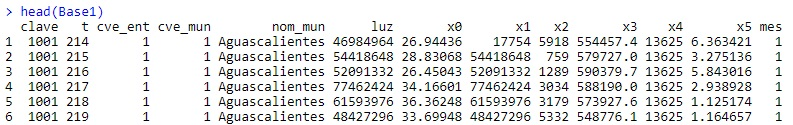 > head(Base1)
clave t cve_ent cve_mun nom_mun luz x0 x1 x2 x3 x4 x5 mes
1 1001 214 1 1 Aguascalientes 46984964 26.94436 17754 5918 554457.4 13625 6.363421 1
2 1001 215 1 1 Aguascalientes 54418648 28.83068 54418648 759 579727.0 13625 3.275136 1
3 1001 216 1 1 Aguascalientes 52091332 26.45043 52091332 1289 590379.7 13625 5.843016 1
4 1001 217 1 1 Aguascalientes 77462424 34.16601 77462424 3034 588190.0 13625 2.938928 1
5 1001 218 1 1 Aguascalientes 61593976 36.36248 61593976 3179 573927.6 13625 1.125174 1
6 1001 219 1 1 Aguascalientes 48427296 33.69948 48427296 5332 548776.1 13625 1.164657 1